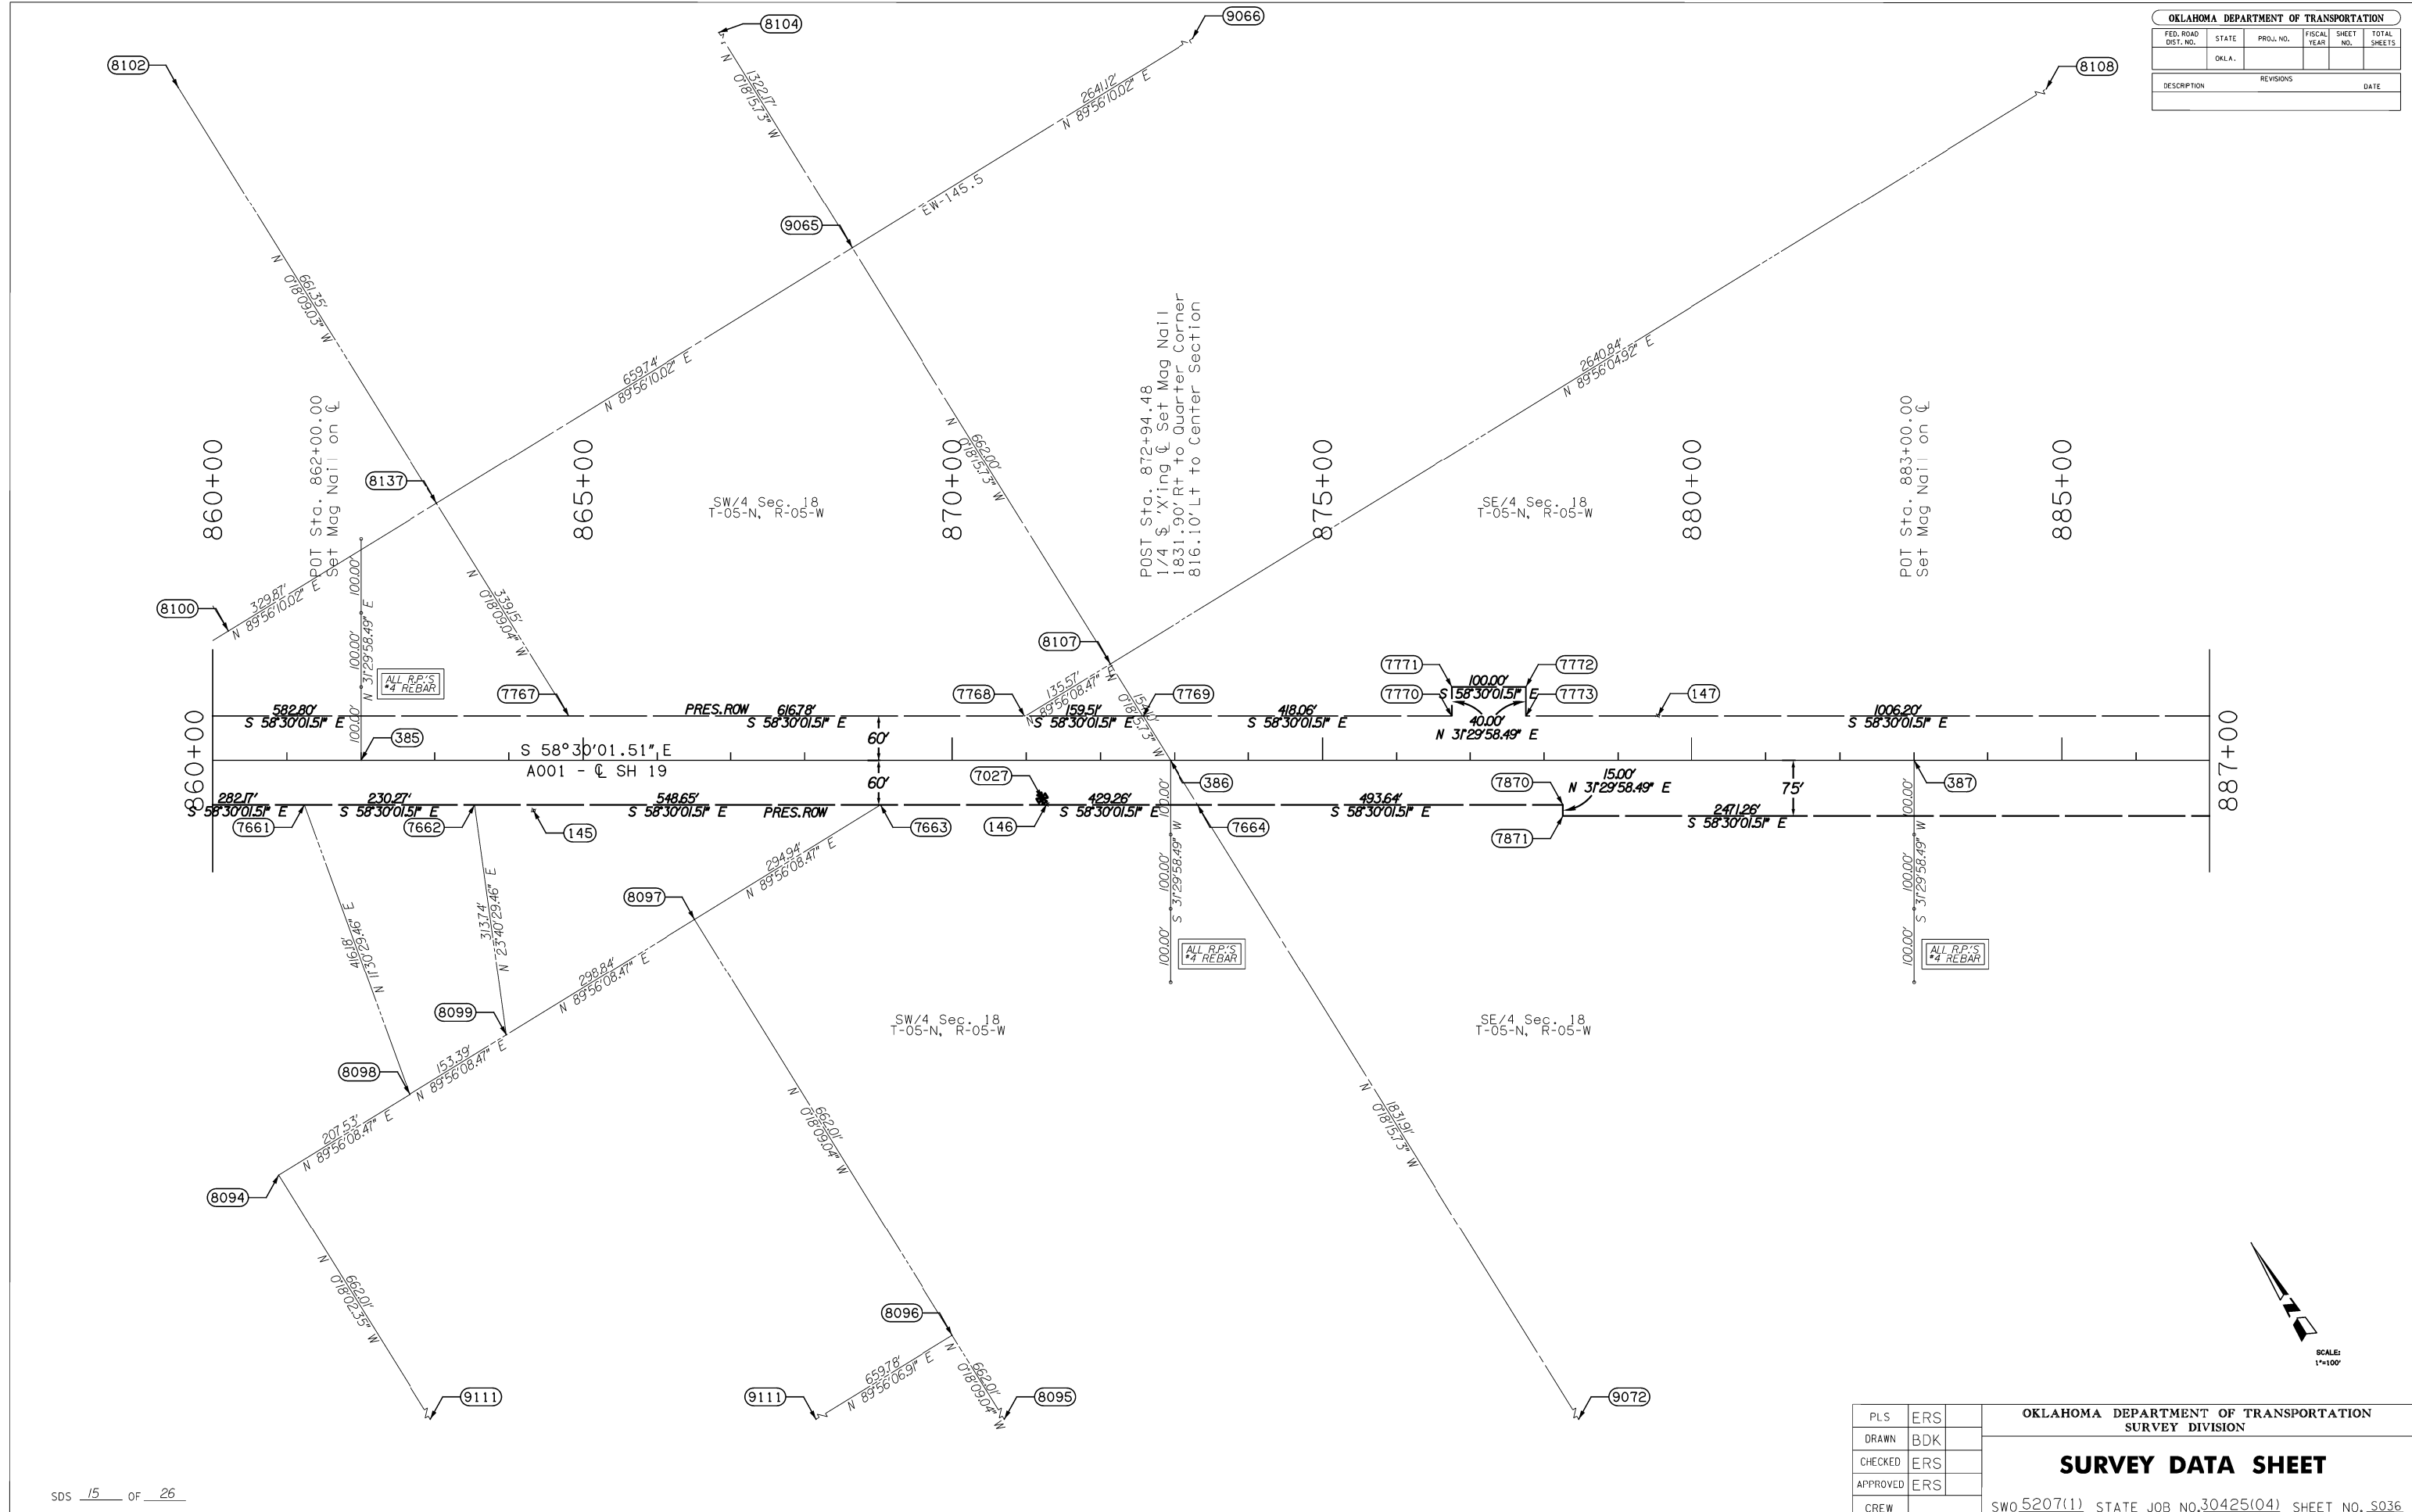 OKLAHOMA DEPARTMENT OF TRANSPORTATION
FED. ROAD DIST. NO.
STATE
PROJ. NO.
FISCAL YEAR
SHEET NO.
TOTAL SHEETS
OKLA.
REVISIONS
DESCRIPTION
DATE
8104
9066
8102
8108
1322.17'
N 0°18'15.73" W
2641.12'
N 89°56'10.02" E
EW-145.5
9065
661.35'
N 0°18'09.03" W
659.74'
N 89°56'10.02" E
2640.84'
N 89°56'04.92" E
662.00'
N 0°18'15.73" W
8137
860+00
POT Sta. 862+00.00
Set Mag Nail on ℄
865+00
SW/4 Sec. 18
T-05-N, R-05-W
870+00
POST Sta. 872+94.48
1/4 S 'X'ing ℄ Set Mag Nail
1831.90' Rt to Quarter Corner
816.10' Lt to Center Section
875+00
SE/4 Sec. 18
T-05-N, R-05-W
880+00
POT Sta. 883+00.00
Set Mag Nail on ℄
885+00
8100
329.87'
N 89°56'10.02" E
100.00'
100.00'
100.00'
N 31°29'58.49" E
ALL R.P.'S
#4 REBAR
339.15'
N 0°18'09.04" W
8107
135.57'
N 89°56'08.47" E
154.10'
N 0°18'15.73" W
7767
7768
7769
7771
7772
7770
7773
147
100.00'
S 58°30'01.51" E
40.00'
N 31°29'58.49" E
582.80'
S 58°30'01.51" E
PRES.ROW
616.78'
S 58°30'01.51" E
159.51'
S 58°30'01.51" E
418.06'
S 58°30'01.51" E
1006.20'
S 58°30'01.51" E
860+00
385
S 58°30'01.51" E
A001 - ℄ SH 19
60'
60'
7027
386
7870
15.00'
N 31°29'58.49" E
75'
387
887+00
282.17'
S 58°30'01.51" E
230.27'
S 58°30'01.51" E
548.65'
S 58°30'01.51" E
PRES.ROW
429.26'
S 58°30'01.51" E
493.64'
S 58°30'01.51" E
2471.26'
S 58°30'01.51" E
7661
7662
145
7663
146
7664
7871
416.18'
N 11°30'29.46" E
313.74'
N 23°40'29.46" E
294.94'
N 89°56'08.47" E
8097
100.00'
100.00'
100.00'
S 31°29'58.49" W
ALL R.P.'S
#4 REBAR
100.00'
100.00'
100.00'
S 31°29'58.49" W
ALL R.P.'S
#4 REBAR
298.84'
N 89°56'08.47" E
8099
SW/4 Sec. 18
T-05-N, R-05-W
SE/4 Sec. 18
T-05-N, R-05-W
153.39'
N 89°56'08.47" E
8098
207.53'
N 89°56'08.47" E
662.01'
N 0°18'09.04" W
1831.91'
N 0°18'15.73" W
8094
662.01'
N 0°18'02.35" W
8096
659.78'
N 89°56'06.91" E
662.01'
N 0°18'09.04" W
9111
9111
8095
9072
N
SCALE:
1"=100'
PLS ERS
DRAWN BDK
CHECKED ERS
APPROVED ERS
CREW
OKLAHOMA DEPARTMENT OF TRANSPORTATION
SURVEY DIVISION
SURVEY DATA SHEET
SWO 5207(1) STATE JOB NO. 30425(04) SHEET NO. S036
SDS 15 OF 26